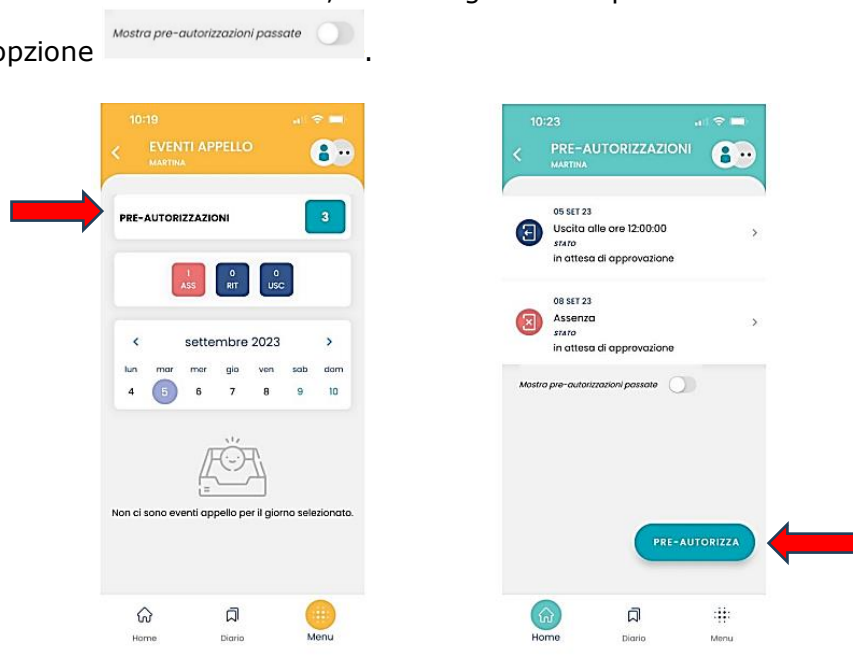 opzione
Mostra pre-autorizzazioni passate
.
10:19
EVENTI APPELLO
MARTINA
PRE-AUTORIZZAZIONI
3
1
ASS
0
RIT
0
USC
settembre 2023
lun mar mer gio ven sab dom
4 5 6 7 8 9 10
Non ci sono eventi appello per il giorno selezionato.
Home Diario Menu
10:23
PRE-AUTORIZZAZIONI
MARTINA
05 SET 23
Uscita alle ore 12:00:00
STATO
in attesa di approvazione
08 SET 23
Assenza
STATO
in attesa di approvazione
Mostra pre-autorizzazioni passate
PRE-AUTORIZZA
Home Diario Menu